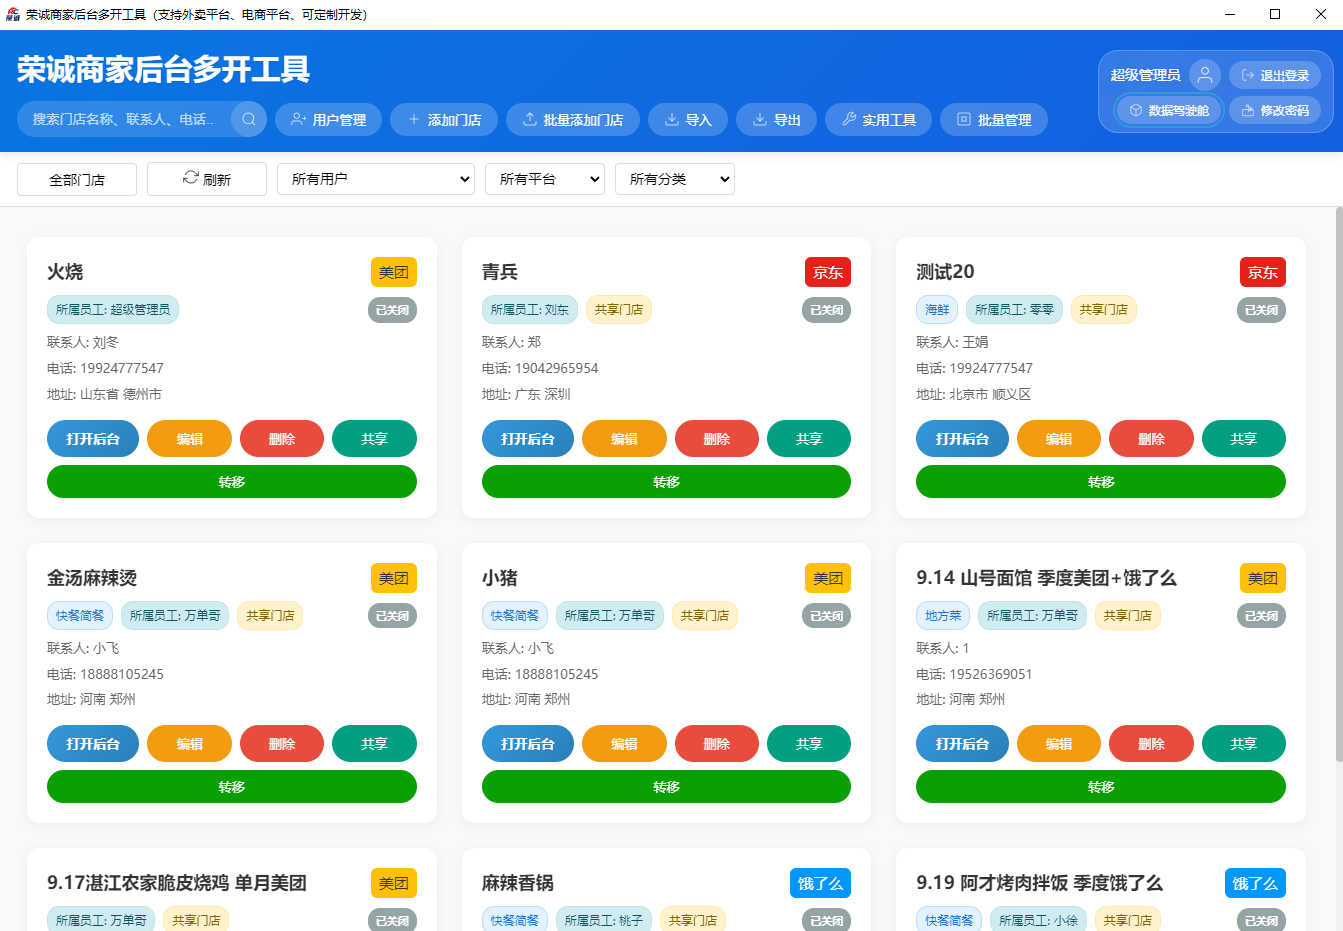 荣诚商家后台多开工具（支持外卖平台、电商平台、可定制开发）
荣诚商家后台多开工具
超级管理员 退出登录
数据驾驶舱 修改密码
搜索门店名称、联系人、电话... 用户管理 添加门店 批量添加门店 导入 导出 实用工具 批量管理
全部门店 刷新 所有用户 所有平台 所有分类
火烧 美团
所属员工: 超级管理员 已关闭
联系人: 刘冬
电话: 19924777547
地址: 山东省 德州市
打开后台 编辑 删除 共享
转移
青兵 京东
所属员工: 刘东 共享门店 已关闭
联系人: 郑
电话: 19042965954
地址: 广东 深圳
打开后台 编辑 删除 共享
转移
测试20 京东
海鲜 所属员工: 零零 共享门店 已关闭
联系人: 王娟
电话: 19924777547
地址: 北京市 顺义区
打开后台 编辑 删除 共享
转移
金汤麻辣烫 美团
快餐简餐 所属员工: 万单哥 共享门店 已关闭
联系人: 小飞
电话: 18888105245
地址: 河南 郑州
打开后台 编辑 删除 共享
转移
小猪 美团
快餐简餐 所属员工: 万单哥 共享门店 已关闭
联系人: 小飞
电话: 18888105245
地址: 河南 郑州
打开后台 编辑 删除 共享
转移
9.14 山号面馆 季度美团+饿了么 美团
地方菜 所属员工: 万单哥 共享门店 已关闭
联系人: 1
电话: 19526369051
地址: 河南 郑州
打开后台 编辑 删除 共享
转移
9.17湛江农家脆皮烧鸡 单月美团 美团
所属员工: 万单哥 共享门店 已关闭
麻辣香锅 饿了么
快餐简餐 所属员工: 桃子 共享门店 已关闭
9.19 阿才烤肉拌饭 季度饿了么 饿了么
快餐简餐 所属员工: 小徐 共享门店 已关闭